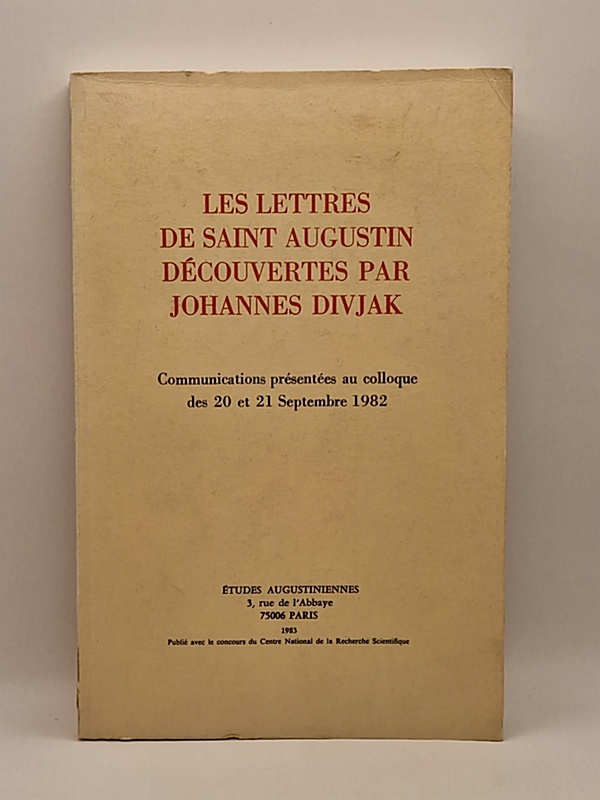 LES LETTRES
DE SAINT AUGUSTIN
DÉCOUVERTES PAR
JOHANNES DIVJAK
Communications présentées au colloque
des 20 et 21 Septembre 1982
ÉTUDES AUGUSTINIENNES
3, rue de l'Abbaye
75006 PARIS
1983
Publié avec le concours du Centre National de la Recherche Scientifique